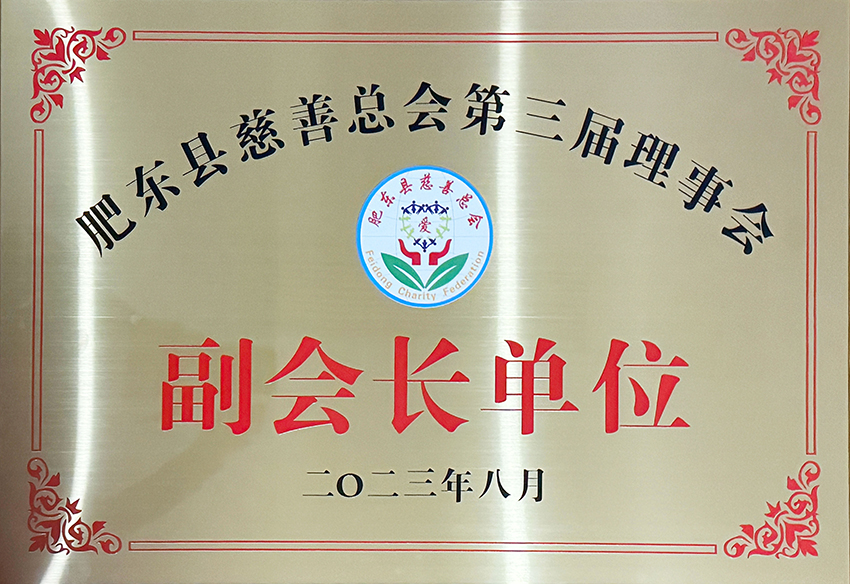 肥东县慈善总会第三届理事会
肥东县慈善总会
爱
Feidong Charity Federation
副会长单位
二〇二三年八月